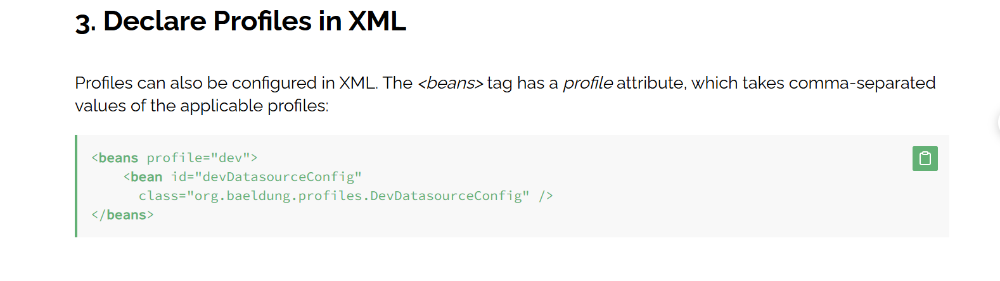 3. Declare Profiles in XML
Profiles can also be configured in XML. The <beans> tag has a profile attribute, which takes comma-separated
values of the applicable profiles:
<beans profile="dev">
    <bean id="devDatasourceConfig"
      class="org.baeldung.profiles.DevDatasourceConfig" />
</beans>